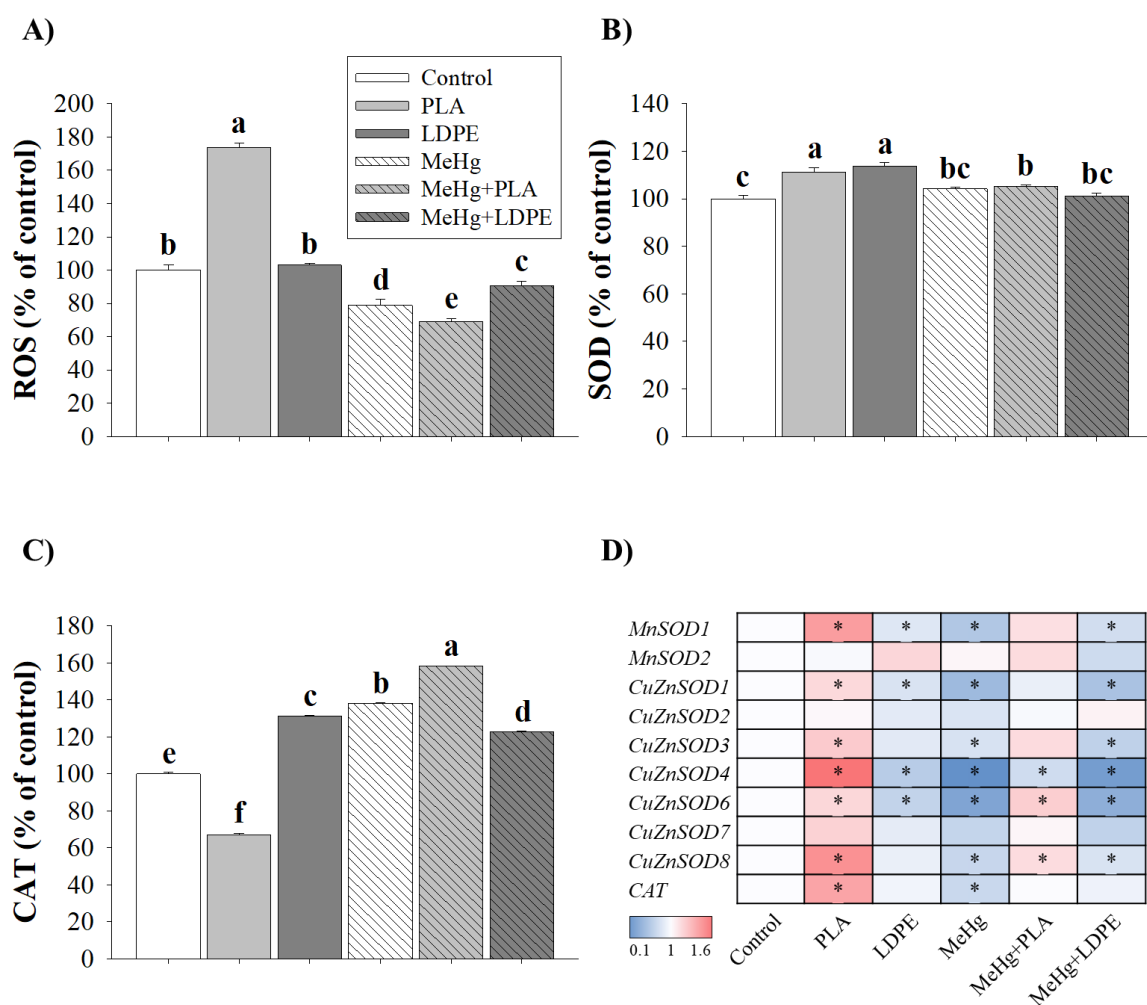 A)
Control
PLA
LDPE
MeHg
MeHg+PLA
MeHg+LDPE
ROS (% of control)
200
180
160
140
120
100
80
60
40
20
0
b
a
b
d
e
c
B)
SOD (% of control)
140
120
100
80
60
40
20
0
c
a
a
bc
b
bc
C)
CAT (% of control)
180
160
140
120
100
80
60
40
20
0
e
f
c
b
a
d
D)
MnSOD1 * * * *
MnSOD2
CuZnSOD1 * * * *
CuZnSOD2
CuZnSOD3 * * *
CuZnSOD4 * * * * *
CuZnSOD6 * * * * *
CuZnSOD7
CuZnSOD8 * * * *
CAT * *
0.1 1 1.6
Control
PLA
LDPE
MeHg
MeHg+PLA
MeHg+LDPE